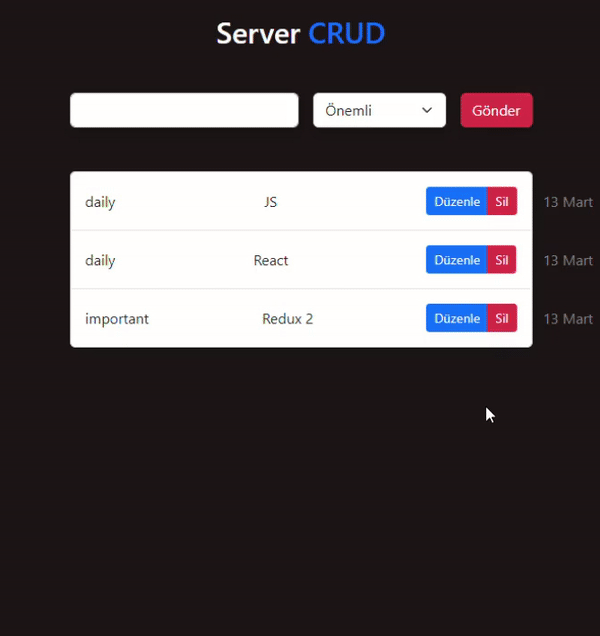 Server CRUD
Önemli Gönder
daily JS Düzenle Sil 13 Mart
daily React Düzenle Sil 13 Mart
important Redux 2 Düzenle Sil 13 Mart